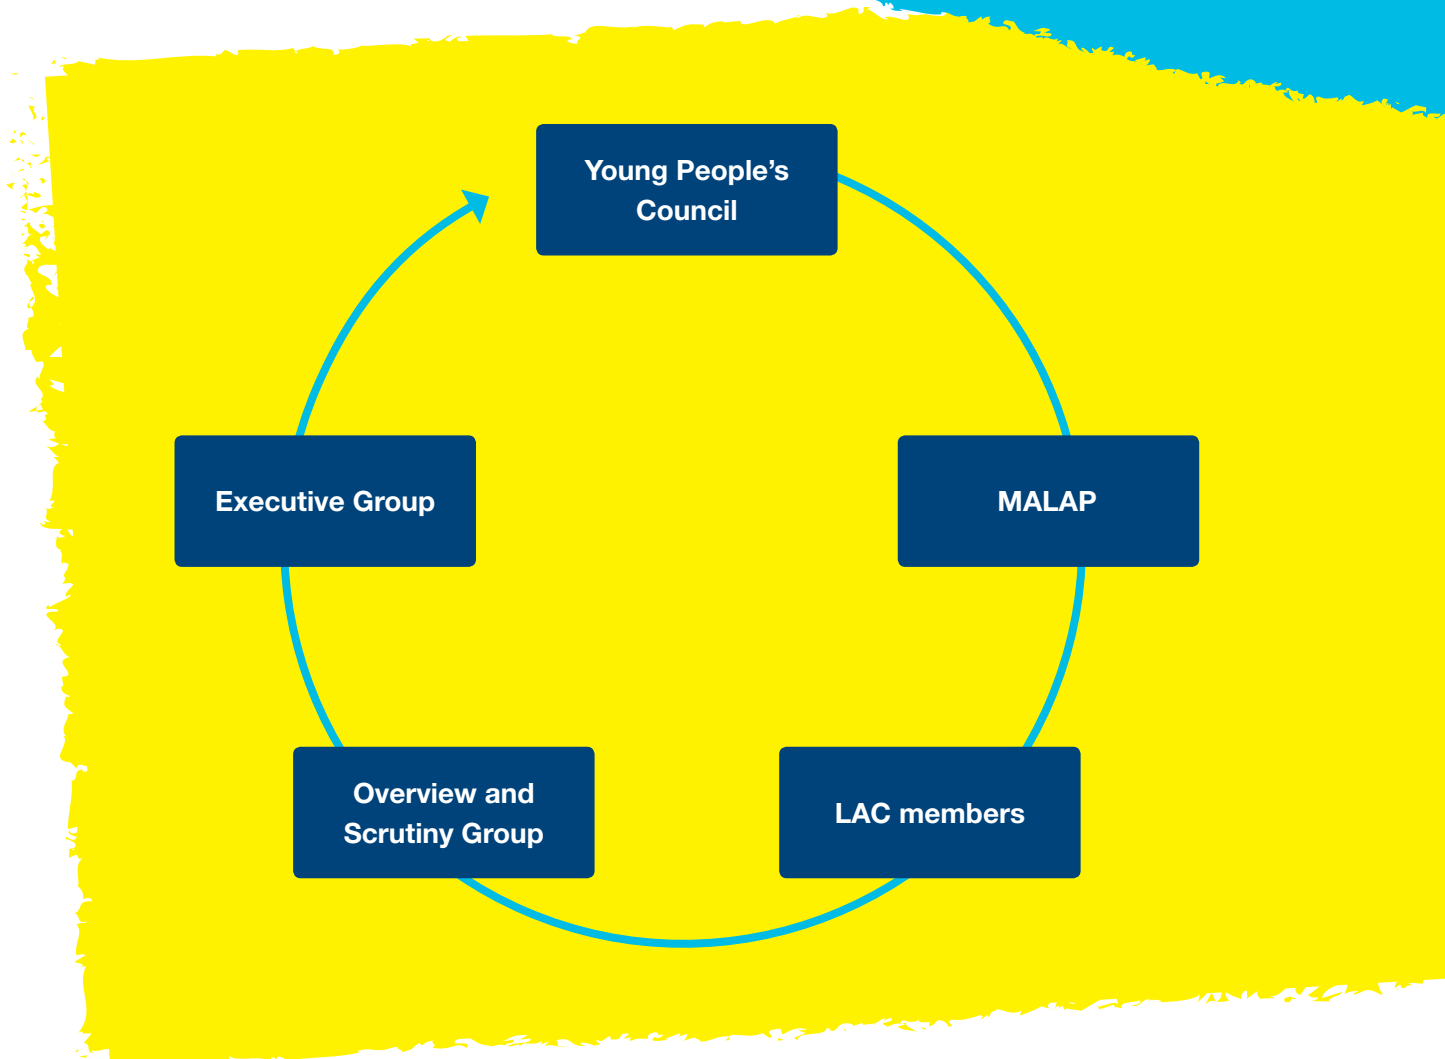 Young People’s
Council
Executive Group
MALAP
Overview and
Scrutiny Group
LAC members